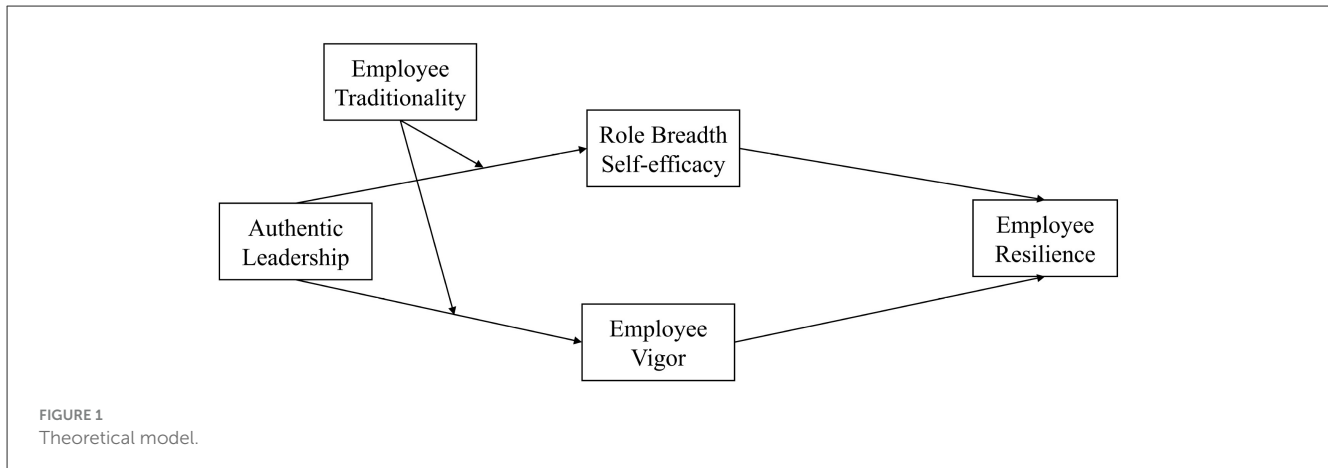 Employee
Traditionality
Role Breadth
Self-efficacy
Authentic
Leadership
Employee
Resilience
Employee
Vigor
FIGURE 1
Theoretical model.